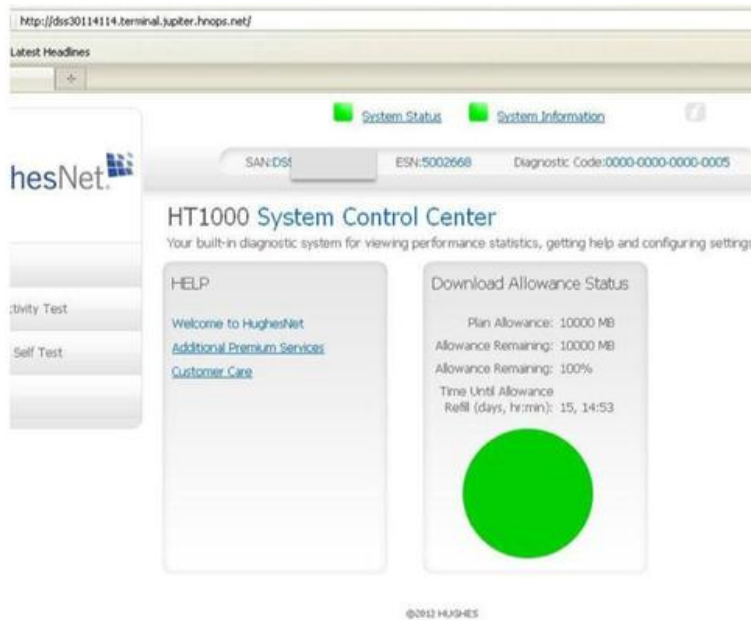 http://dss30114114.terminal.jupiter.hnops.net/
Latest Headlines
System Status System Information
SAN:DSS ESN:5002668 Diagnostic Code:0000-0000-0000-0005
hesNet.
HT1000 System Control Center
Your built-in diagnostic system for viewing performance statistics, getting help and configuring settings
HELP
Welcome to HughesNet
Additional Premium Services
Customer Care
Download Allowance Status
Plan Allowance: 10000 MB
Allowance Remaining: 10000 MB
Allowance Remaining: 100%
Time Until Allowance
Refill (days, hr:min): 15, 14:53
tivity Test
Self Test
©2012 HUGHES